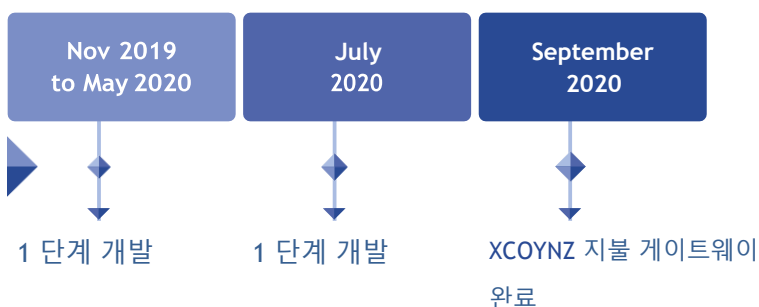 Nov 2019
to May 2020
July
2020
September
2020
1 단계 개발
1 단계 개발
XCOYNZ 지불 게이트웨이
완료